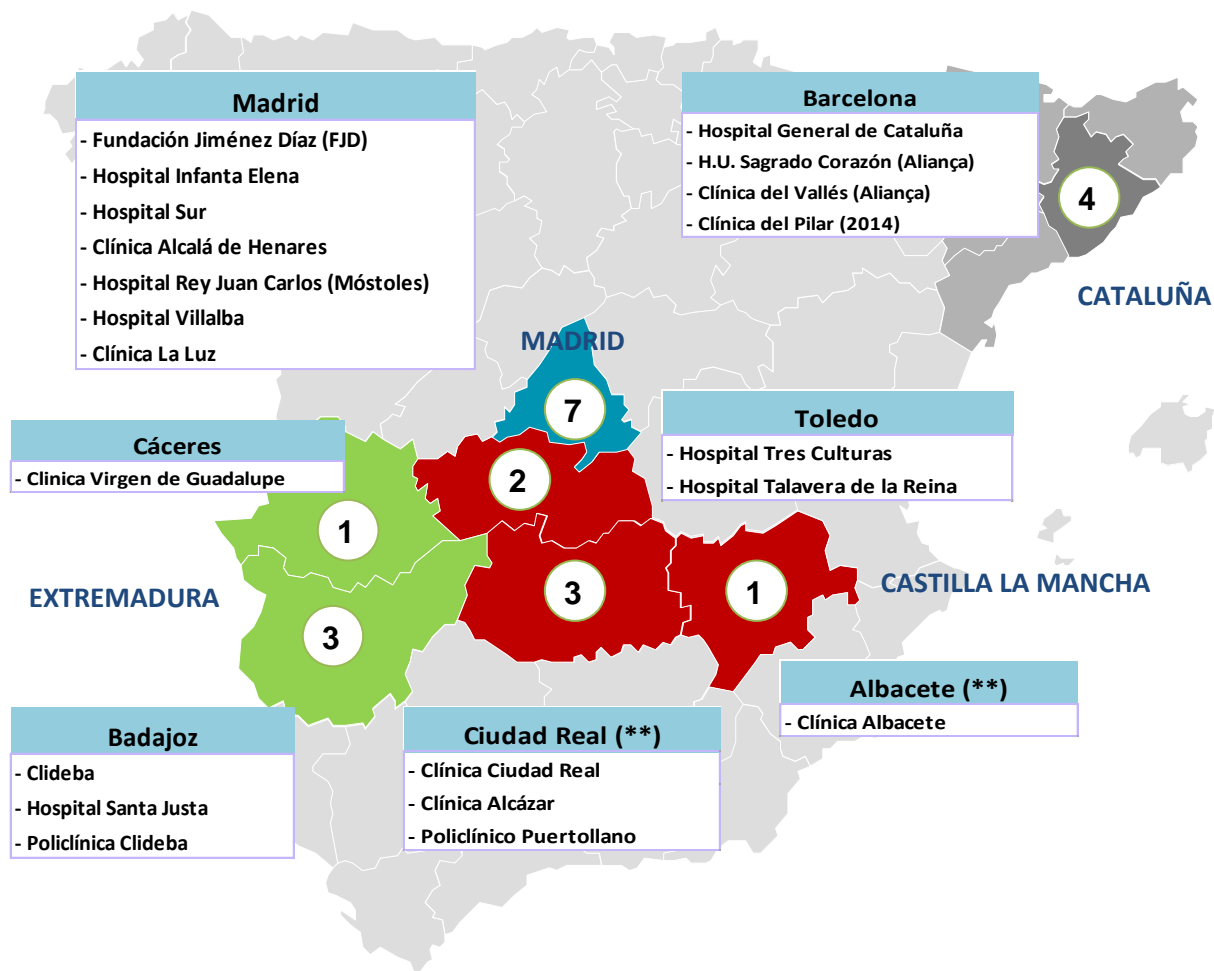 Madrid
- Fundación Jiménez Díaz (FJD)
- Hospital Infanta Elena
- Hospital Sur
- Clínica Alcalá de Henares
- Hospital Rey Juan Carlos (Móstoles)
- Hospital Villalba
- Clínica La Luz
Barcelona
- Hospital General de Cataluña
- H.U. Sagrado Corazón (Aliança)
- Clínica del Vallés (Aliança)
- Clínica del Pilar (2014)
4
CATALUÑA
MADRID
7
Cáceres
- Clinica Virgen de Guadalupe
2
Toledo
- Hospital Tres Culturas
- Hospital Talavera de la Reina
1
EXTREMADURA
3
3
1
CASTILLA LA MANCHA
Badajoz
- Clideba
- Hospital Santa Justa
- Policlínica Clideba
Ciudad Real (**)
- Clínica Ciudad Real
- Clínica Alcázar
- Policlínico Puertollano
Albacete (**)
- Clínica Albacete